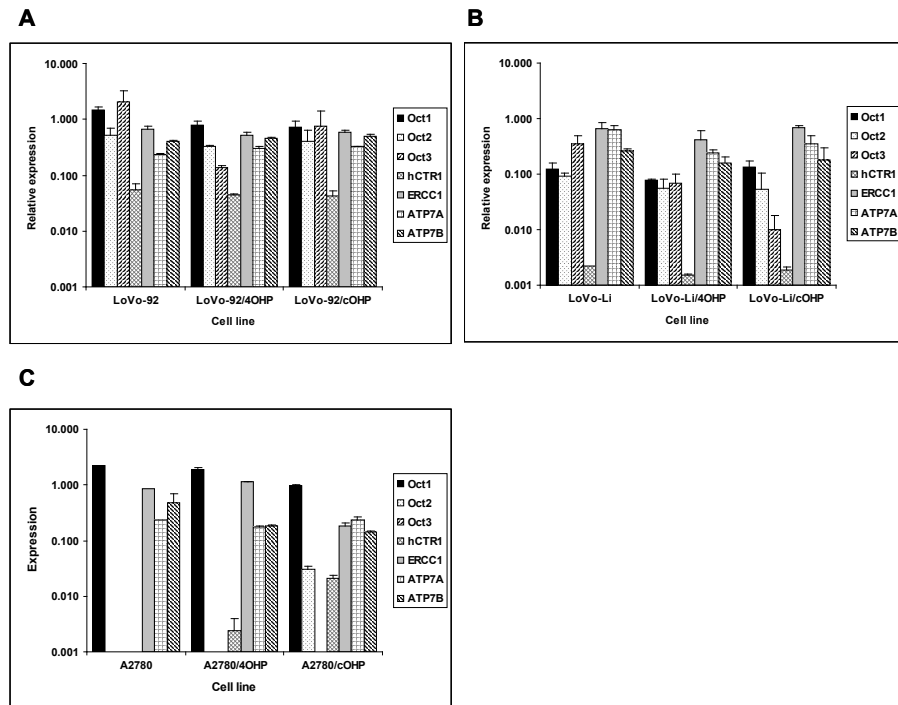 A
10.000
1.000
0.100
0.010
0.001
Relative expression
LoVo-92
LoVo-92/4OHP
LoVo-92/cOHP
Cell line
Oct1
Oct2
Oct3
hCTR1
ERCC1
ATP7A
ATP7B
B
10.000
1.000
0.100
0.010
0.001
Relative expression
LoVo-Li
LoVo-Li/4OHP
LoVo-Li/cOHP
Cell line
Oct1
Oct2
Oct3
hCTR1
ERCC1
ATP7A
ATP7B
C
10.000
1.000
0.100
0.010
0.001
Expression
A2780
A2780/4OHP
A2780/cOHP
Cell line
Oct1
Oct2
Oct3
hCTR1
ERCC1
ATP7A
ATP7B